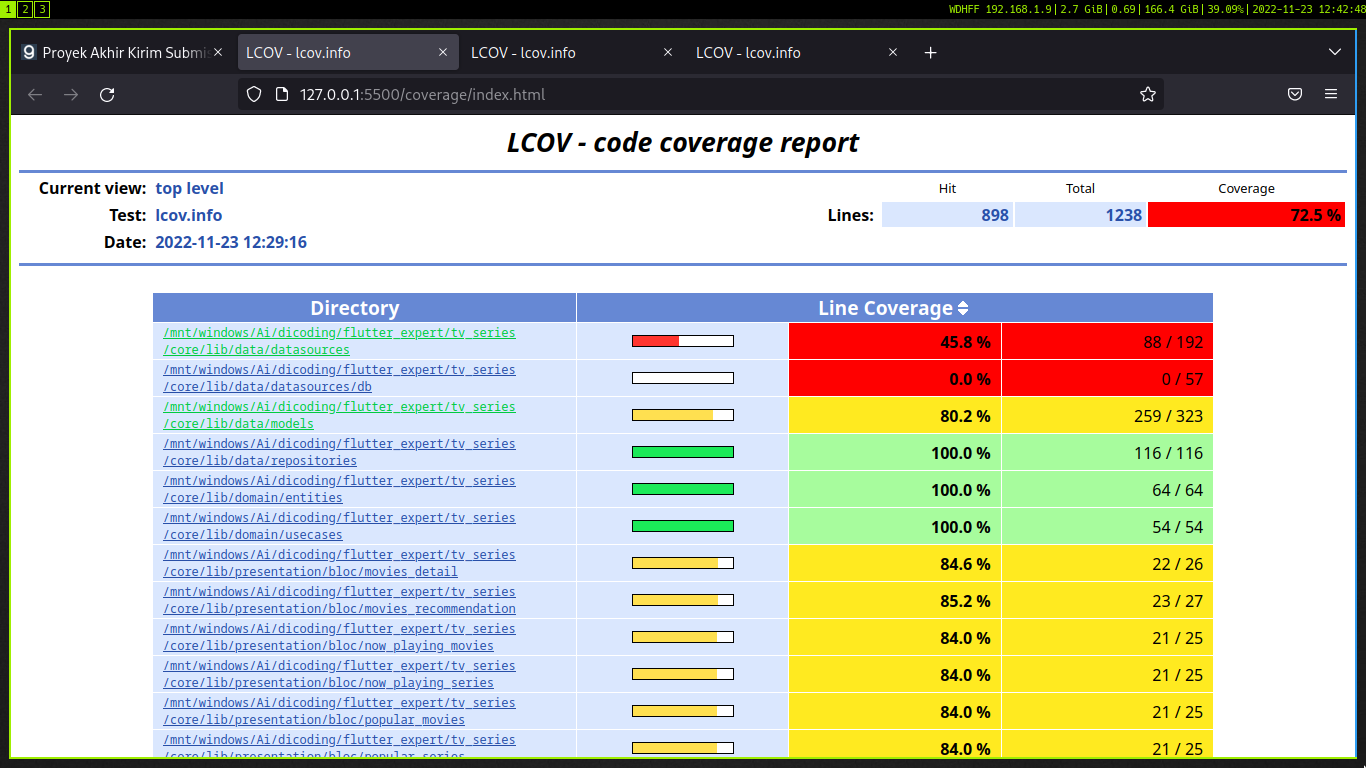 1 2 3 WDHFF 192.168.1.9|2.7 GiB|0.69|166.4 GiB|39.09%|2022-11-23 12:42:48
Proyek Akhir Kirim Submis LCOV - lcov.info LCOV - lcov.info LCOV - lcov.info
127.0.0.1:5500/coverage/index.html
LCOV - code coverage report
Current view: top level Hit Total Coverage
Test: lcov.info Lines: 898 1238 72.5 %
Date: 2022-11-23 12:29:16
Directory Line Coverage
/mnt/windows/Ai/dicoding/flutter_expert/tv_series
/core/lib/data/datasources 45.8 % 88 / 192
/mnt/windows/Ai/dicoding/flutter_expert/tv_series
/core/lib/data/datasources/db 0.0 % 0 / 57
/mnt/windows/Ai/dicoding/flutter_expert/tv_series
/core/lib/data/models 80.2 % 259 / 323
/mnt/windows/Ai/dicoding/flutter_expert/tv_series
/core/lib/data/repositories 100.0 % 116 / 116
/mnt/windows/Ai/dicoding/flutter_expert/tv_series
/core/lib/domain/entities 100.0 % 64 / 64
/mnt/windows/Ai/dicoding/flutter_expert/tv_series
/core/lib/domain/usecases 100.0 % 54 / 54
/mnt/windows/Ai/dicoding/flutter_expert/tv_series
/core/lib/presentation/bloc/movies_detail 84.6 % 22 / 26
/mnt/windows/Ai/dicoding/flutter_expert/tv_series
/core/lib/presentation/bloc/movies_recommendation 85.2 % 23 / 27
/mnt/windows/Ai/dicoding/flutter_expert/tv_series
/core/lib/presentation/bloc/now_playing_movies 84.0 % 21 / 25
/mnt/windows/Ai/dicoding/flutter_expert/tv_series
/core/lib/presentation/bloc/now_playing_series 84.0 % 21 / 25
/mnt/windows/Ai/dicoding/flutter_expert/tv_series
/core/lib/presentation/bloc/popular_movies 84.0 % 21 / 25
/mnt/windows/Ai/dicoding/flutter_expert/tv_series
/core/lib/presentation/bloc/popular_series 84.0 % 21 / 25